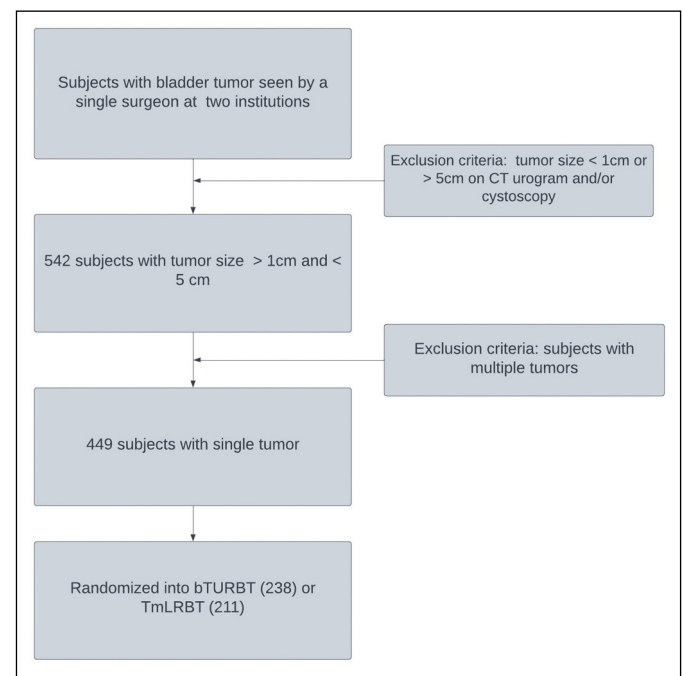 Subjects with bladder tumor seen by a
single surgeon at two institutions
Exclusion criteria: tumor size < 1cm or
> 5cm on CT urogram and/or
cystoscopy
542 subjects with tumor size > 1cm and <
5 cm
Exclusion criteria: subjects with
multiple tumors
449 subjects with single tumor
Randomized into bTURBT (238) or
TmLRBT (211)